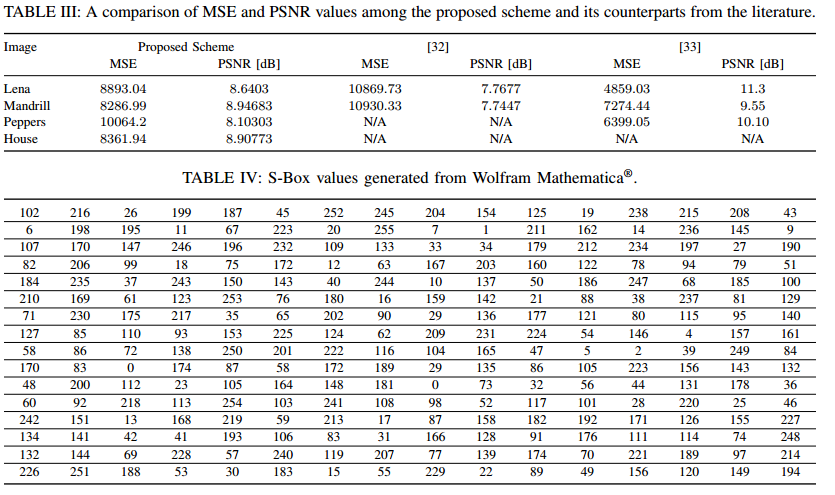 TABLE III: A comparison of MSE and PSNR values among the proposed scheme and its counterparts from the literature.
Image Proposed Scheme [32] [33]
MSE PSNR [dB] MSE PSNR [dB] MSE PSNR [dB]
Lena 8893.04 8.6403 10869.73 7.7677 4859.03 11.3
Mandrill 8286.99 8.94683 10930.33 7.7447 7274.44 9.55
Peppers 10064.2 8.10303 N/A N/A 6399.05 10.10
House 8361.94 8.90773 N/A N/A N/A N/A
TABLE IV: S-Box values generated from Wolfram Mathematica®.
102 216 26 199 187 45 252 245 204 154 125 19 238 215 208 43
6 198 195 11 67 223 20 255 7 1 211 162 14 236 145 9
107 170 147 246 196 232 109 133 33 34 179 212 234 197 27 190
82 206 99 18 75 172 12 63 167 203 160 122 78 94 79 51
184 235 37 243 150 143 40 244 10 137 50 186 247 68 185 100
210 169 61 123 253 76 180 16 159 142 21 88 38 237 81 129
71 230 175 217 35 65 202 90 29 136 177 121 80 115 95 140
127 85 110 93 153 225 124 62 209 231 224 54 146 4 157 161
58 86 72 138 250 201 222 116 104 165 47 5 2 39 249 84
170 83 0 174 87 58 172 189 29 135 86 105 223 156 143 132
48 200 112 23 105 164 148 181 0 73 32 56 44 131 178 36
60 92 218 113 254 103 241 108 98 52 117 101 28 220 25 46
242 151 13 168 219 59 213 17 87 158 182 192 171 126 155 227
134 141 42 41 193 106 83 31 166 128 91 176 111 114 74 248
132 144 69 228 57 240 119 207 77 139 174 70 221 189 97 214
226 251 188 53 30 183 15 55 229 22 89 49 156 120 149 194